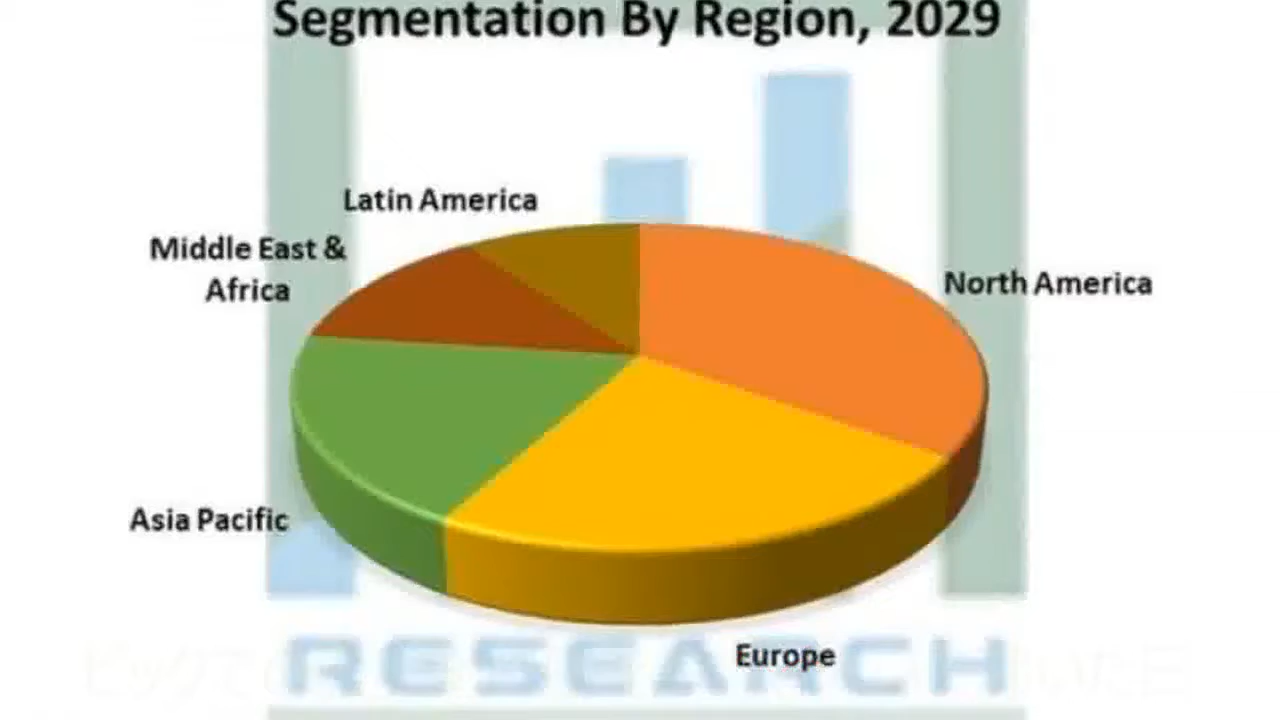 Segmentation By Region, 2029
Latin America
Middle East &
Africa
North America
Asia Pacific
Europe
RESEARCH